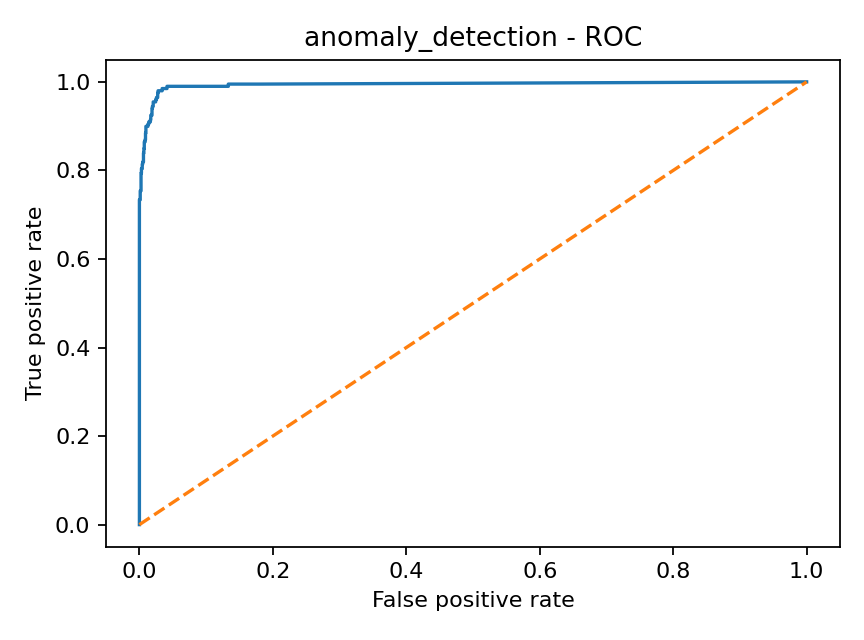 anomaly_detection - ROC
1.0
0.8
0.6
0.4
0.2
0.0
True positive rate
0.0 0.2 0.4 0.6 0.8 1.0
False positive rate